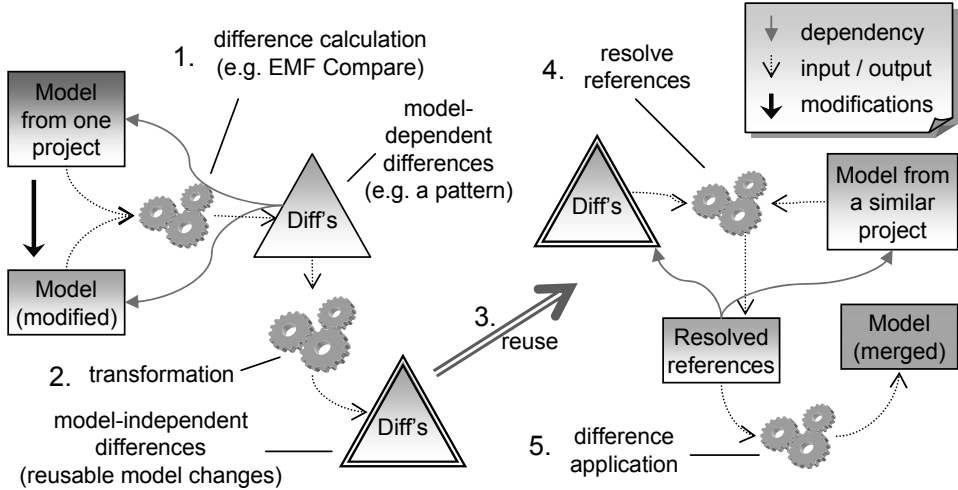 1.
difference calculation
(e.g. EMF Compare)
Model
from one
project
model-
dependent
differences
(e.g. a pattern)
Diff's
Model
(modified)
2.
transformation
model-independent
differences
(reusable model changes)
Diff's
3.
reuse
4.
resolve
references
Diff's
Model from
a similar
project
Resolved
references
Model
(merged)
5.
difference
application
dependency
input / output
modifications